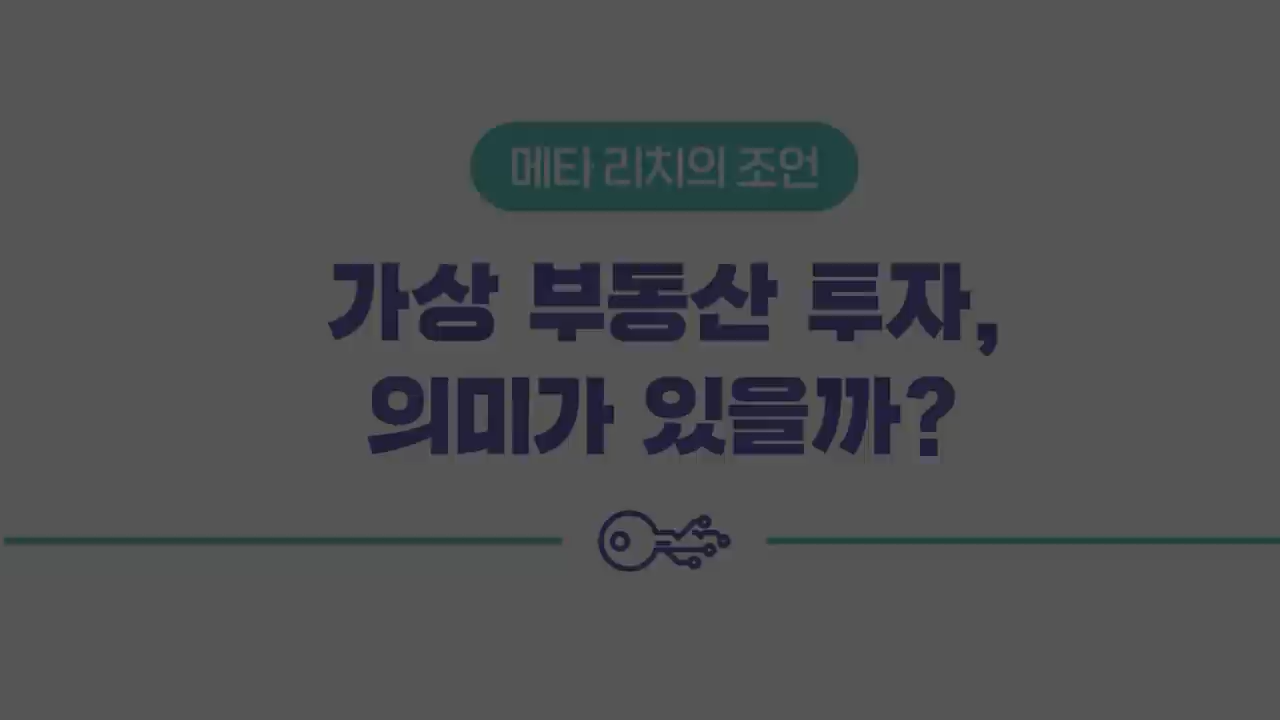 메타 리치의 조언
가상 부동산 투자,
의미가 있을까?